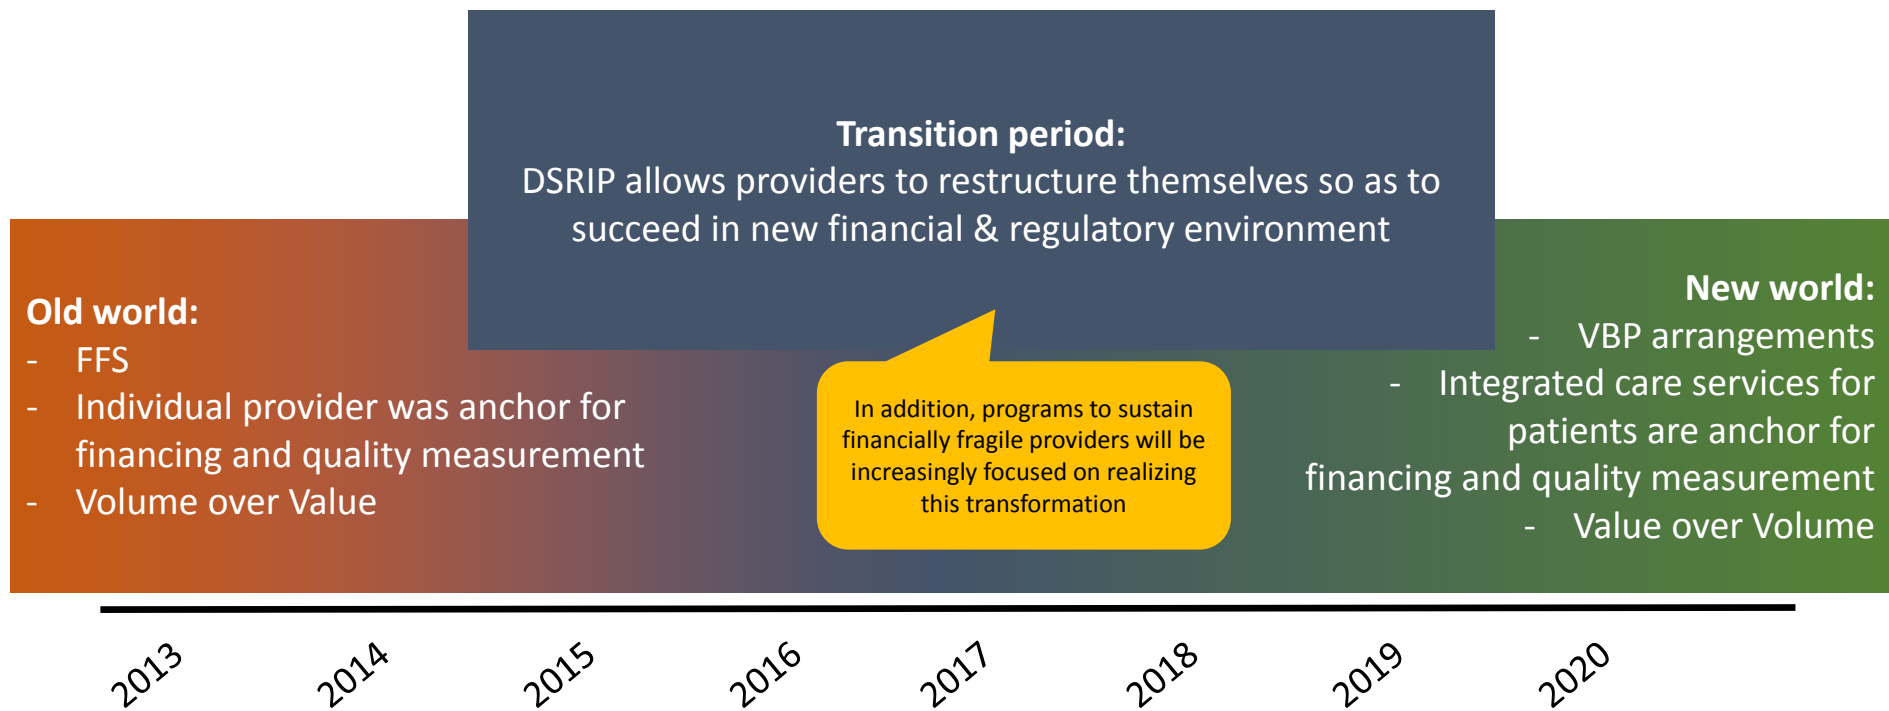 Transition period:
DSRIP allows providers to restructure themselves so as to
succeed in new financial & regulatory environment
Old world:
- FFS
- Individual provider was anchor for
financing and quality measurement
- Volume over Value
In addition, programs to sustain
financially fragile providers will be
increasingly focused on realizing
this transformation
New world:
- VBP arrangements
- Integrated care services for
patients are anchor for
financing and quality measurement
- Value over Volume
2013
2014
2015
2016
2017
2018
2019
2020